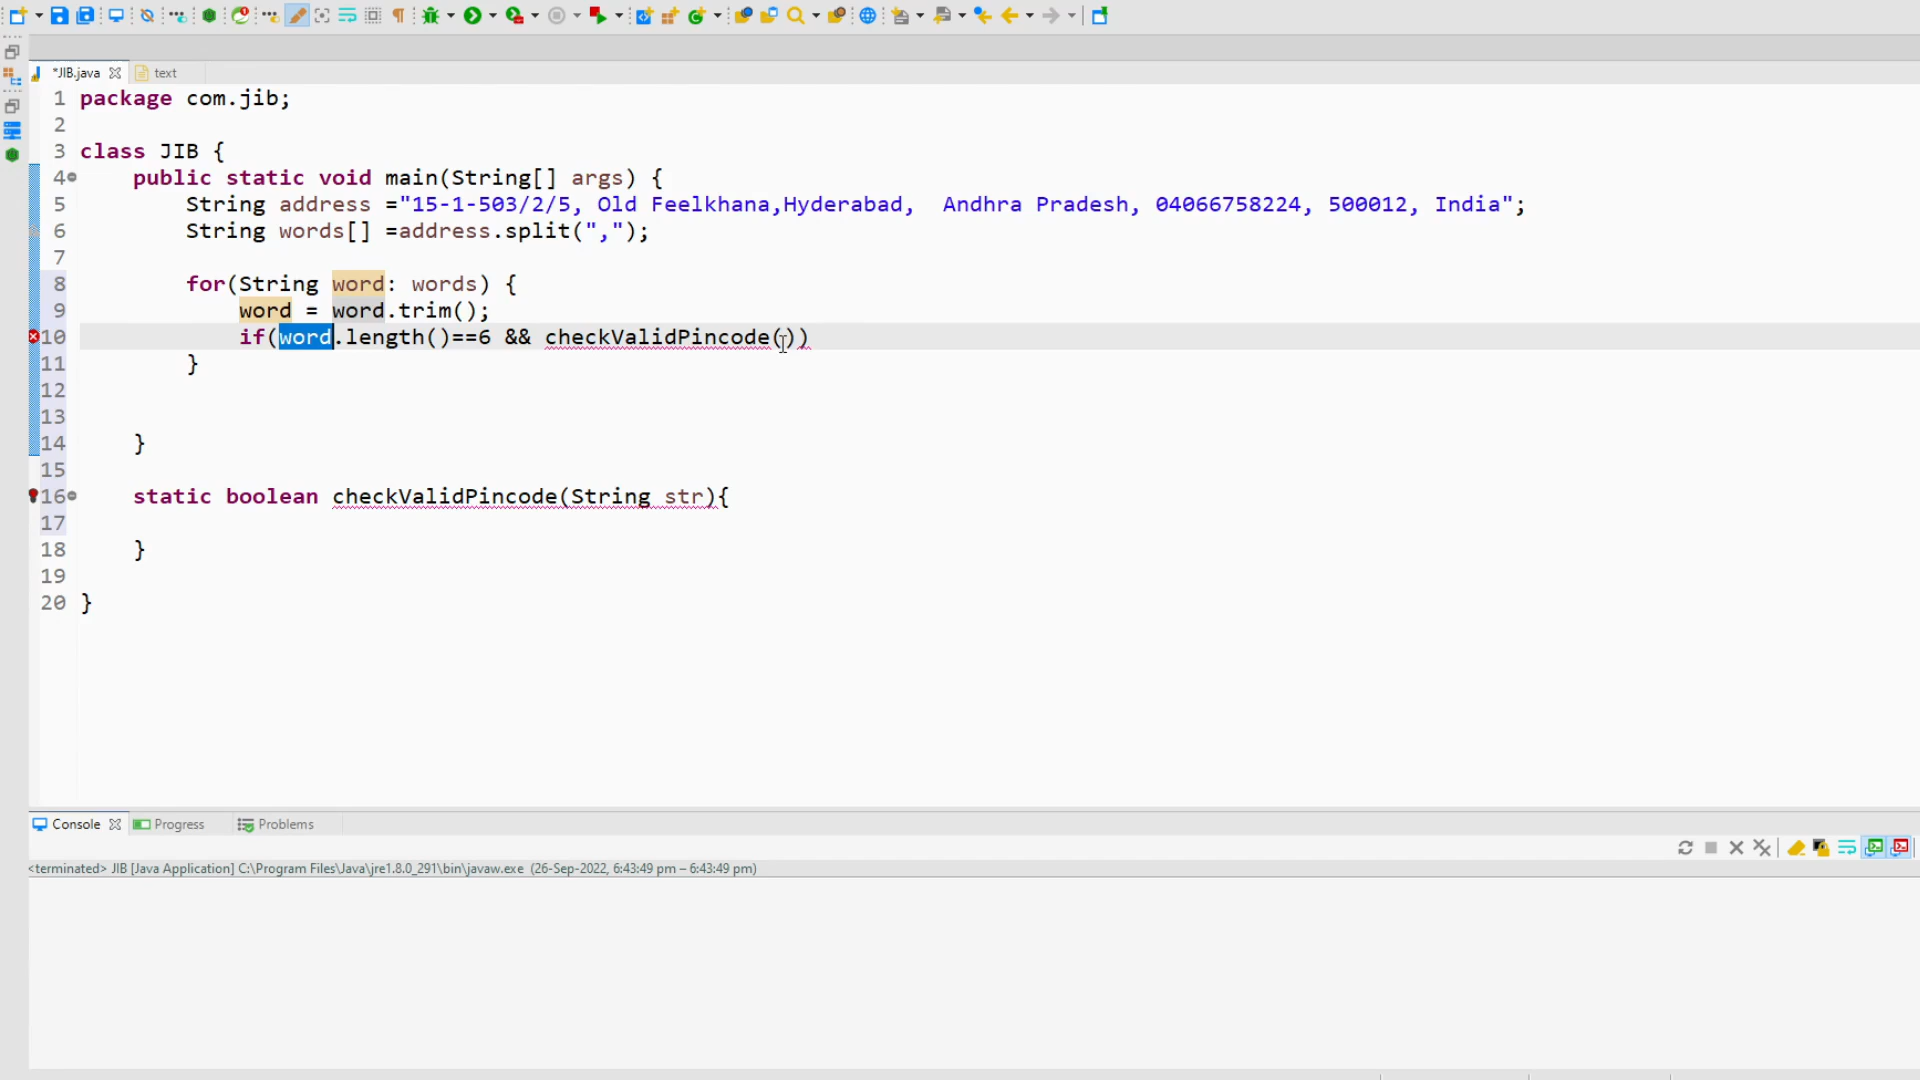 *JIB.java
text
1 package com.jib;
2
3 class JIB {
4 public static void main(String[] args) {
5 String address ="15-1-503/2/5, Old Feelkhana,Hyderabad,  Andhra Pradesh, 04066758224, 500012, India";
6 String words[] =address.split(",");
7
8 for(String word: words) {
9 word = word.trim();
10 if(word.length()==6 && checkValidPincode())
11 }
12
13
14 }
15
16 static boolean checkValidPincode(String str){
17
18 }
19
20 }
Console
Progress
Problems
<terminated> JIB [Java Application] C:\Program Files\Java\jre1.8.0_291\bin\javaw.exe (26-Sep-2022, 6:43:49 pm – 6:43:49 pm)